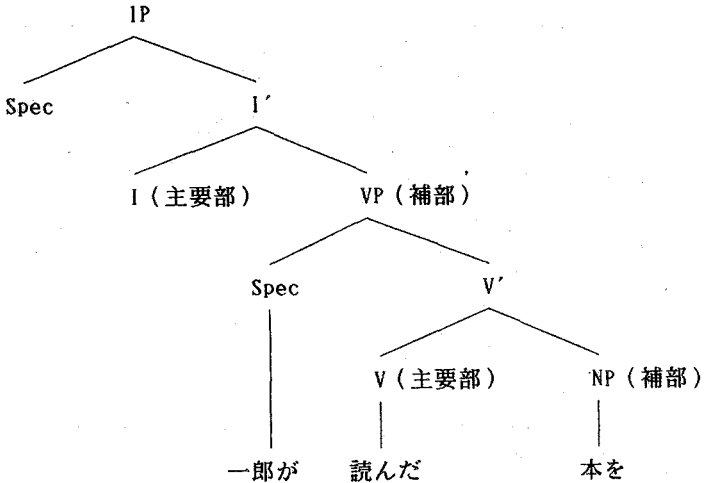 IP
Spec I′
I（主要部） VP（補部）
Spec V′
V（主要部） NP（補部）
一郎が 読んだ 本を